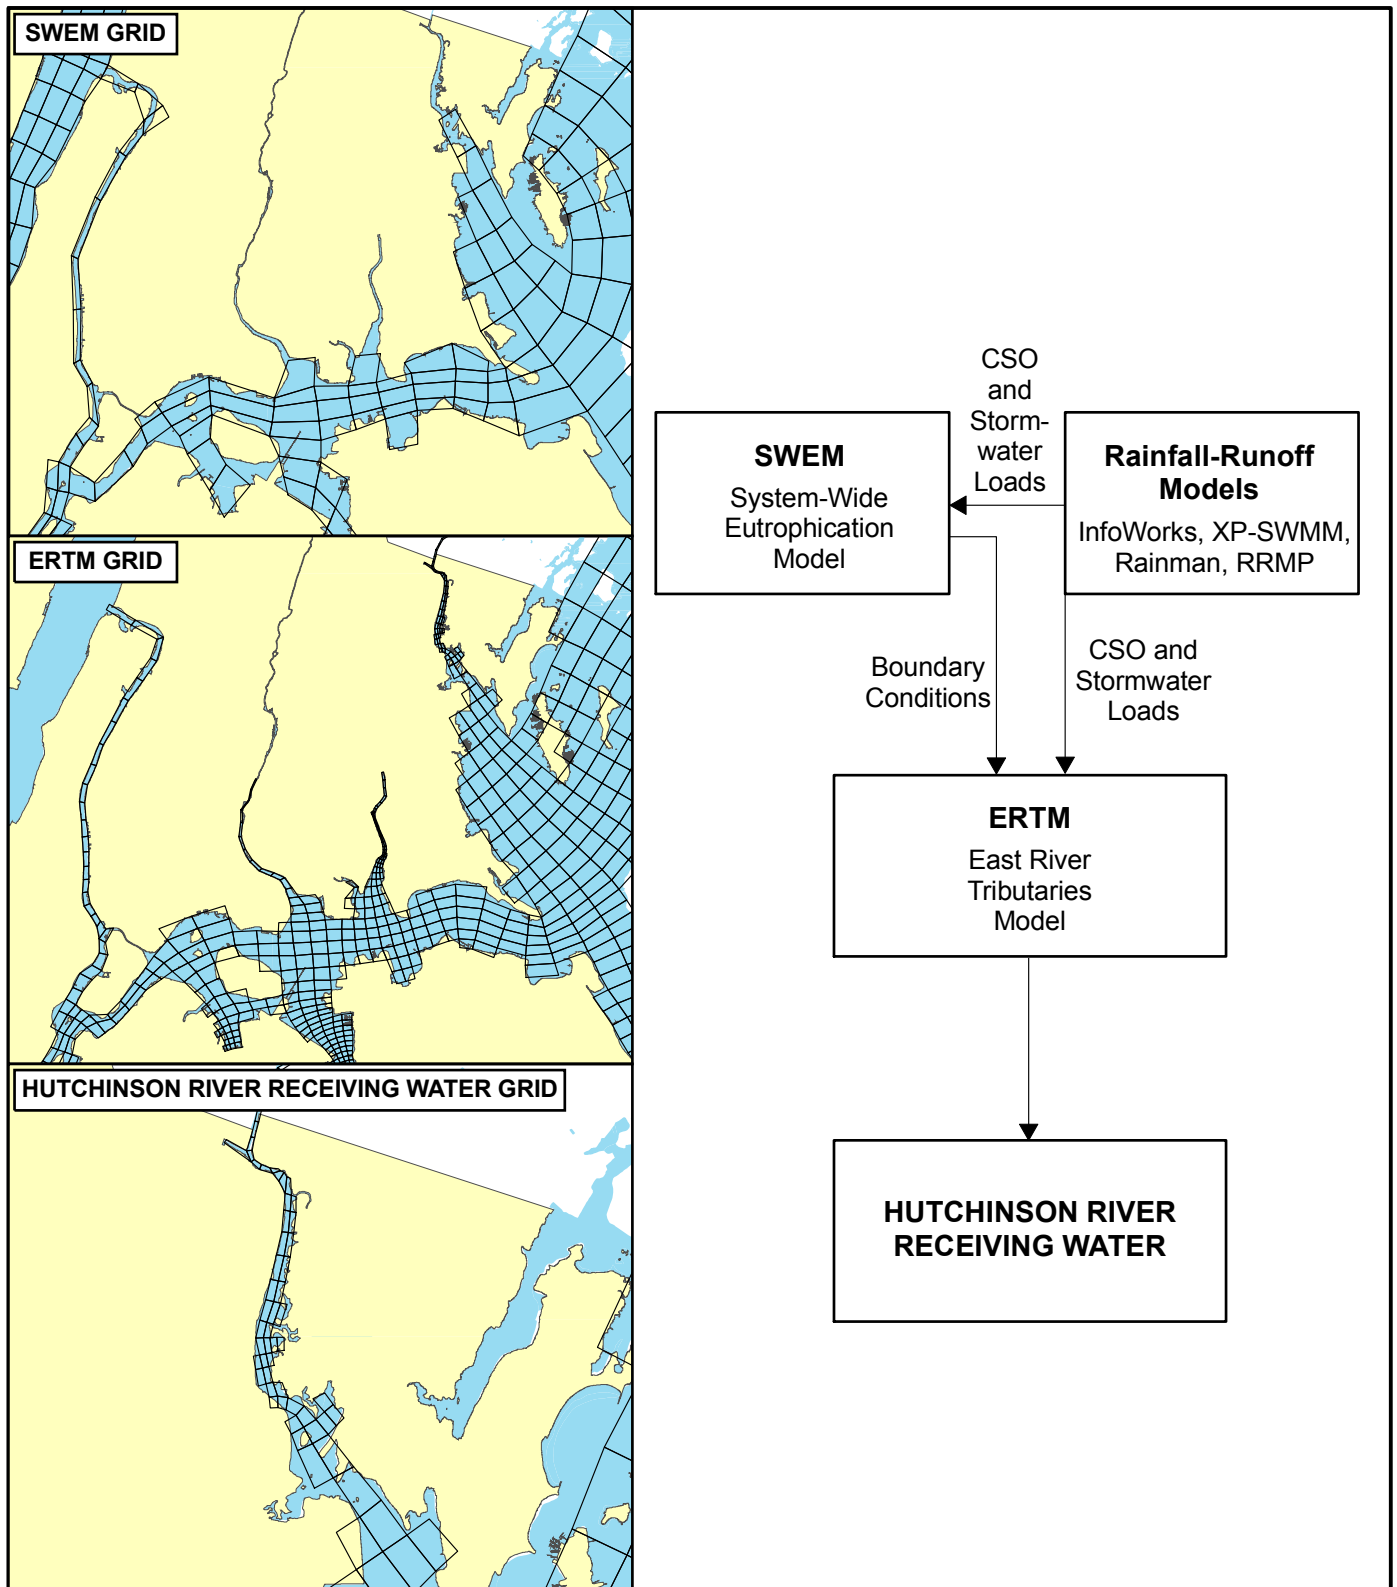 SWEM GRID
ERTM GRID
HUTCHINSON RIVER RECEIVING WATER GRID
CSO
and
Storm-
water
Loads
SWEM
System-Wide
Eutrophication
Model
Rainfall-Runoff
Models
InfoWorks, XP-SWMM,
Rainman, RRMP
Boundary
Conditions
CSO and
Stormwater
Loads
ERTM
East River
Tributaries
Model
HUTCHINSON RIVER
RECEIVING WATER